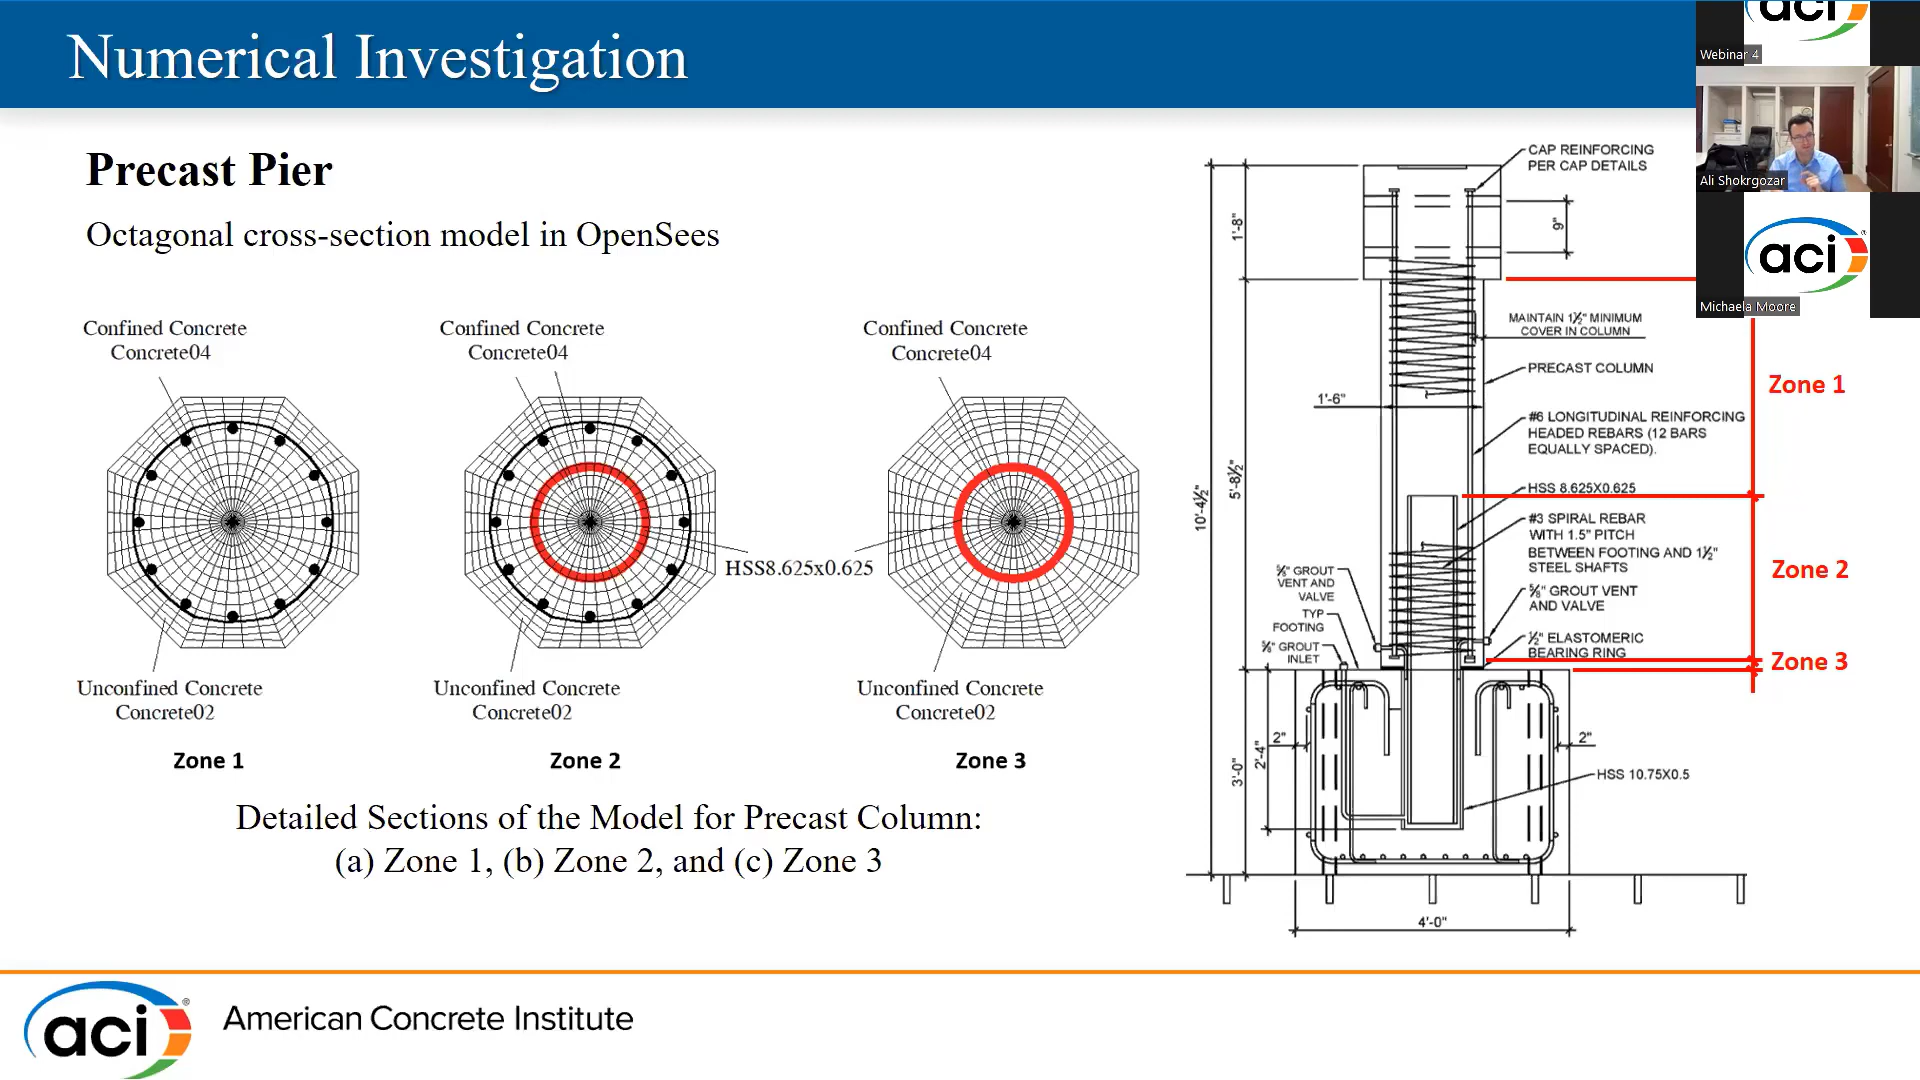 Numerical Investigation
aci
Webinar 4
Ali Shokrgozar
aci
®
Michaela Moore
Precast Pier
Octagonal cross-section model in OpenSees
Confined Concrete
Concrete04
Confined Concrete
Concrete04
Confined Concrete
Concrete04
HSS8.625x0.625
Unconfined Concrete
Concrete02
Unconfined Concrete
Concrete02
Unconfined Concrete
Concrete02
Zone 1
Zone 2
Zone 3
Detailed Sections of the Model for Precast Column:
(a) Zone 1, (b) Zone 2, and (c) Zone 3
CAP REINFORCING
PER CAP DETAILS
1'-8"
9"
MAINTAIN 1½" MINIMUM
COVER IN COLUMN
PRECAST COLUMN
Zone 1
1'-6"
#6 LONGITUDINAL REINFORCING
HEADED REBARS (12 BARS
EQUALLY SPACED).
5'-8½"
10'-4½"
HSS 8.625X0.625
#3 SPIRAL REBAR
WITH 1.5" PITCH
BETWEEN FOOTING AND 1½"
STEEL SHAFTS
Zone 2
⅝" GROUT
VENT AND
VALVE
⅝" GROUT VENT
AND VALVE
TYP
FOOTING
⅝" GROUT
INLET
½" ELASTOMERIC
BEARING RING
Zone 3
2"
2"
2'-4"
3'-0"
HSS 10.75X0.5
4'-0"
aci
®
American Concrete Institute